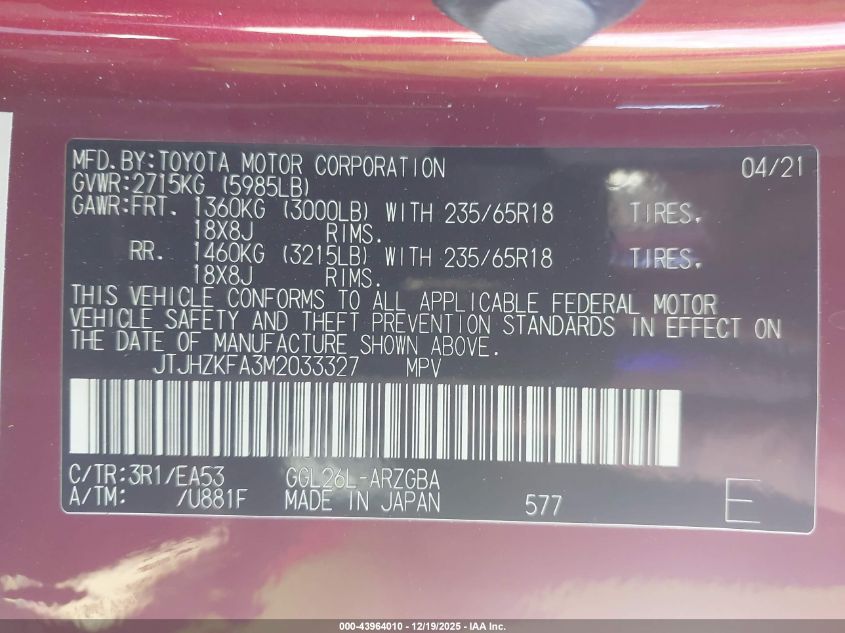 MFD.BY:TOYOTA MOTOR CORPORATION 04/21
GVWR:2715KG (5985LB)
GAWR:FRT. 1360KG (3000LB) WITH 235/65R18 TIRES,
18X8J RIMS.
RR. 1460KG (3215LB) WITH 235/65R18 TIRES,
18X8J RIMS.
THIS VEHICLE CONFORMS TO ALL APPLICABLE FEDERAL MOTOR
VEHICLE SAFETY AND THEFT PREVENTION STANDARDS IN EFFECT ON
THE DATE OF MANUFACTURE SHOWN ABOVE.
JTJHZKFA3M2033327 MPV
C/TR:3R1/EA53 GGL26L-ARZGBA
A/TM: /U881F MADE IN JAPAN 577 E
000-43964010 - 12/19/2025 - IAA Inc.